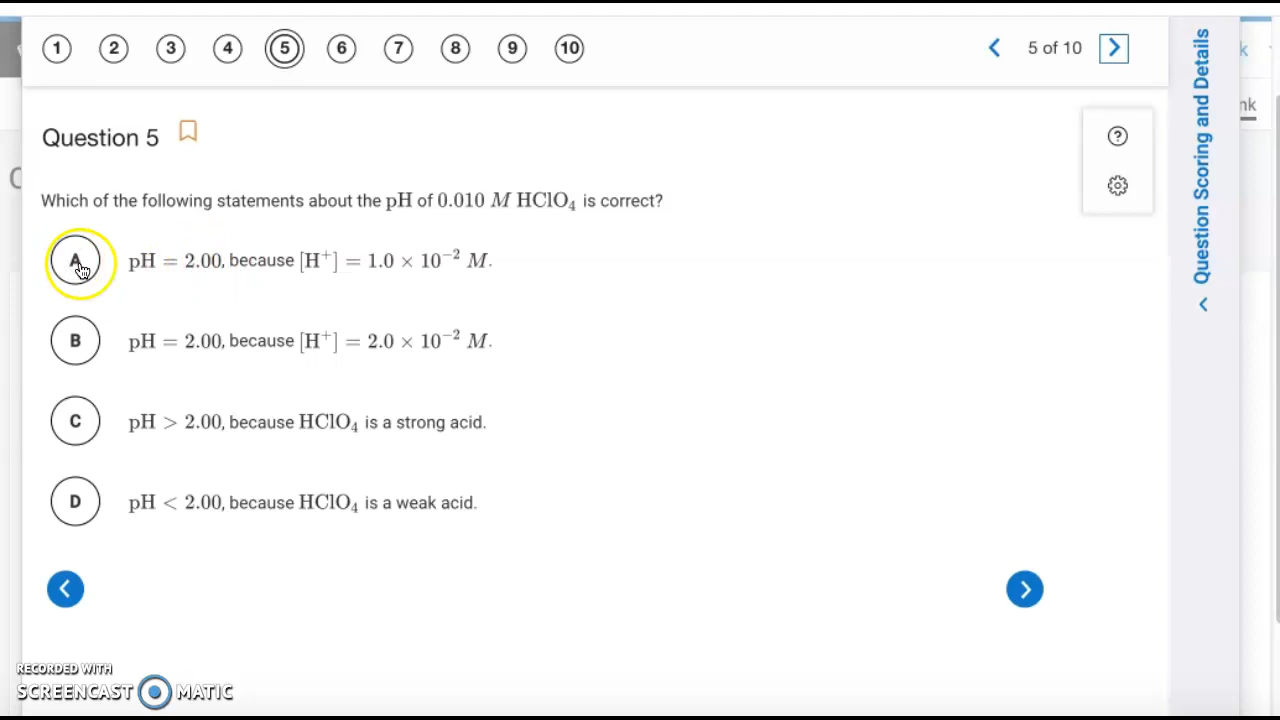 1 2 3 4 5 6 7 8 9 10
5 of 10
Question Scoring and Details
k
nk
C
Question 5
Which of the following statements about the pH of 0.010 M HClO₄ is correct?
A pH = 2.00, because [H⁺] = 1.0 × 10⁻² M.
B pH = 2.00, because [H⁺] = 2.0 × 10⁻² M.
C pH > 2.00, because HClO₄ is a strong acid.
D pH < 2.00, because HClO₄ is a weak acid.
RECORDED WITH
SCREENCAST MATIC